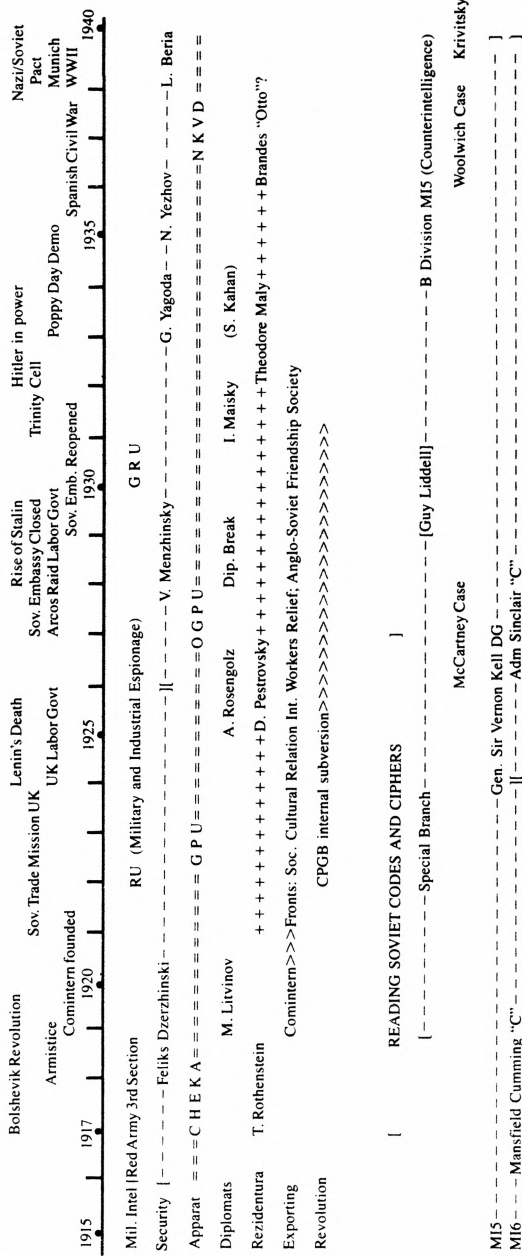 Bolshevik Revolution Lenin's Death Rise of Stalin Hitler in power Nazi/Soviet
Sov. Trade Mission UK Sov. Embassy Closed Trinity Cell Pact
Armistice UK Labor Govt Arcos Raid Labor Govt Poppy Day Demo Munich
Comintern founded Sov. Emb. Reopened Spanish Civil War WWII
1915 1917 1920 1925 1930 1935 1940
Mil. Intel [Red Army 3rd Section RU (Military and Industrial Espionage) G R U
Security [- - - - - -Feliks Dzerzhinski- - - - - - - - - - - - - - - - - -][- - - - - -V. Menzhinsky- - - - - - - - - - - - - -G. Yagoda- - N. Yezhov- - - - - -L. Beria
Apparat ===C H E K A================G P U================O G P U==============================N K V D=====
Diplomats M. Litvinov A. Rosengolz Dip. Break I. Maisky (S. Kahan)
Rezidentura T. Rothenstein +++++++++++++D. Pestrovsky+++++++++++++++++Theodore Maly++++++Brandes "Otto"?
Exporting Comintern>>>Fronts: Soc. Cultural Relation Int. Workers Relief; Anglo-Soviet Friendship Society
Revolution CPGB internal subversion>>>>>>>>>>>>>>>>>>>>>>>>>>>>
[ READING SOVIET CODES AND CIPHERS ]
[- - - - - - - - -Special Branch- - - - - - - - - - - - - - - -[Guy Liddell]- - - - - - - - - - - - - - - - -B Division MI5 (Counterintelligence)
McCartney Case Woolwich Case Krivitsky
MI5- - - - - - - - - - - - - - - - - - - - - - - - - - - -Gen. Sir Vernon Kell DG- - - - - - - - - - - - - - - - - - - - - - - - - - - - ]
MI6- - - -Mansfield Cumming "C"- - - - - - - - - - - -][- - - - - - - -Adm Sinclair "C"- - - - - - - - - - - - - - - - - - - - - - - - - - - ]